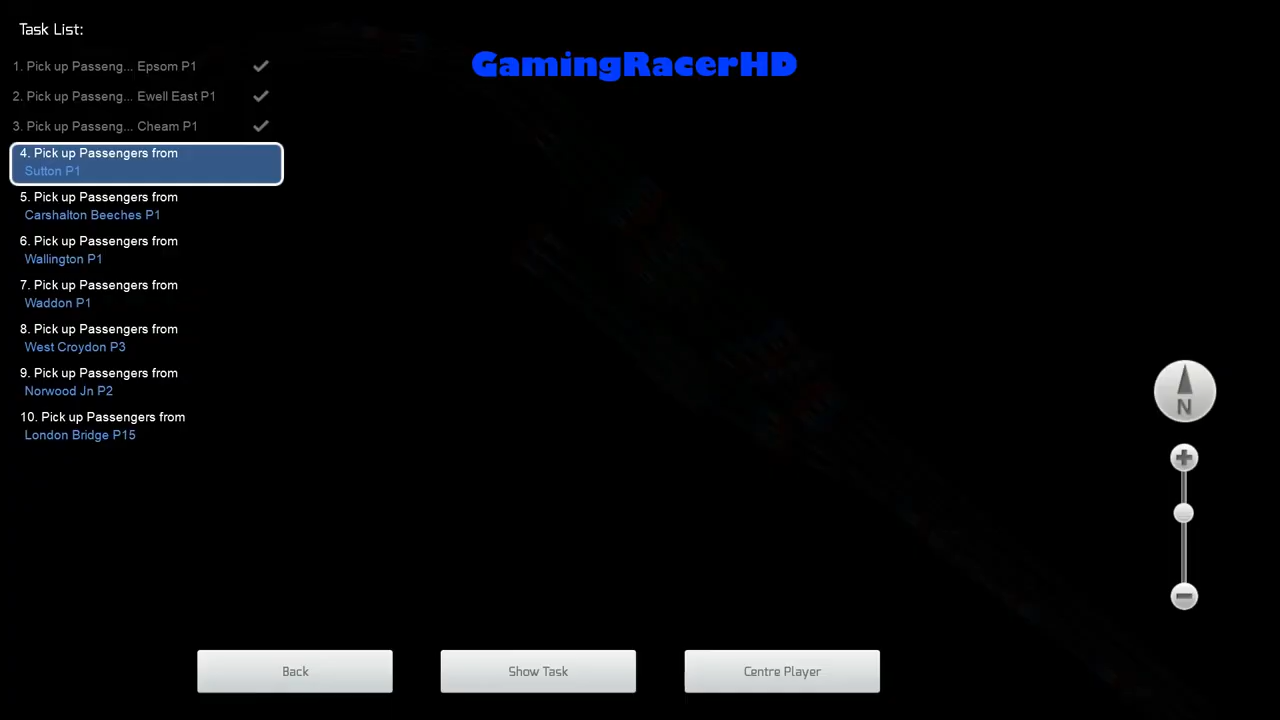 Task List:
GamingRacerHD
1. Pick up Passeng... Epsom P1
2. Pick up Passeng... Ewell East P1
3. Pick up Passeng... Cheam P1
4. Pick up Passengers from
Sutton P1
5. Pick up Passengers from
Carshalton Beeches P1
6. Pick up Passengers from
Wallington P1
7. Pick up Passengers from
Waddon P1
8. Pick up Passengers from
West Croydon P3
9. Pick up Passengers from
Norwood Jn P2
10. Pick up Passengers from
London Bridge P15
N
Back
Show Task
Centre Player